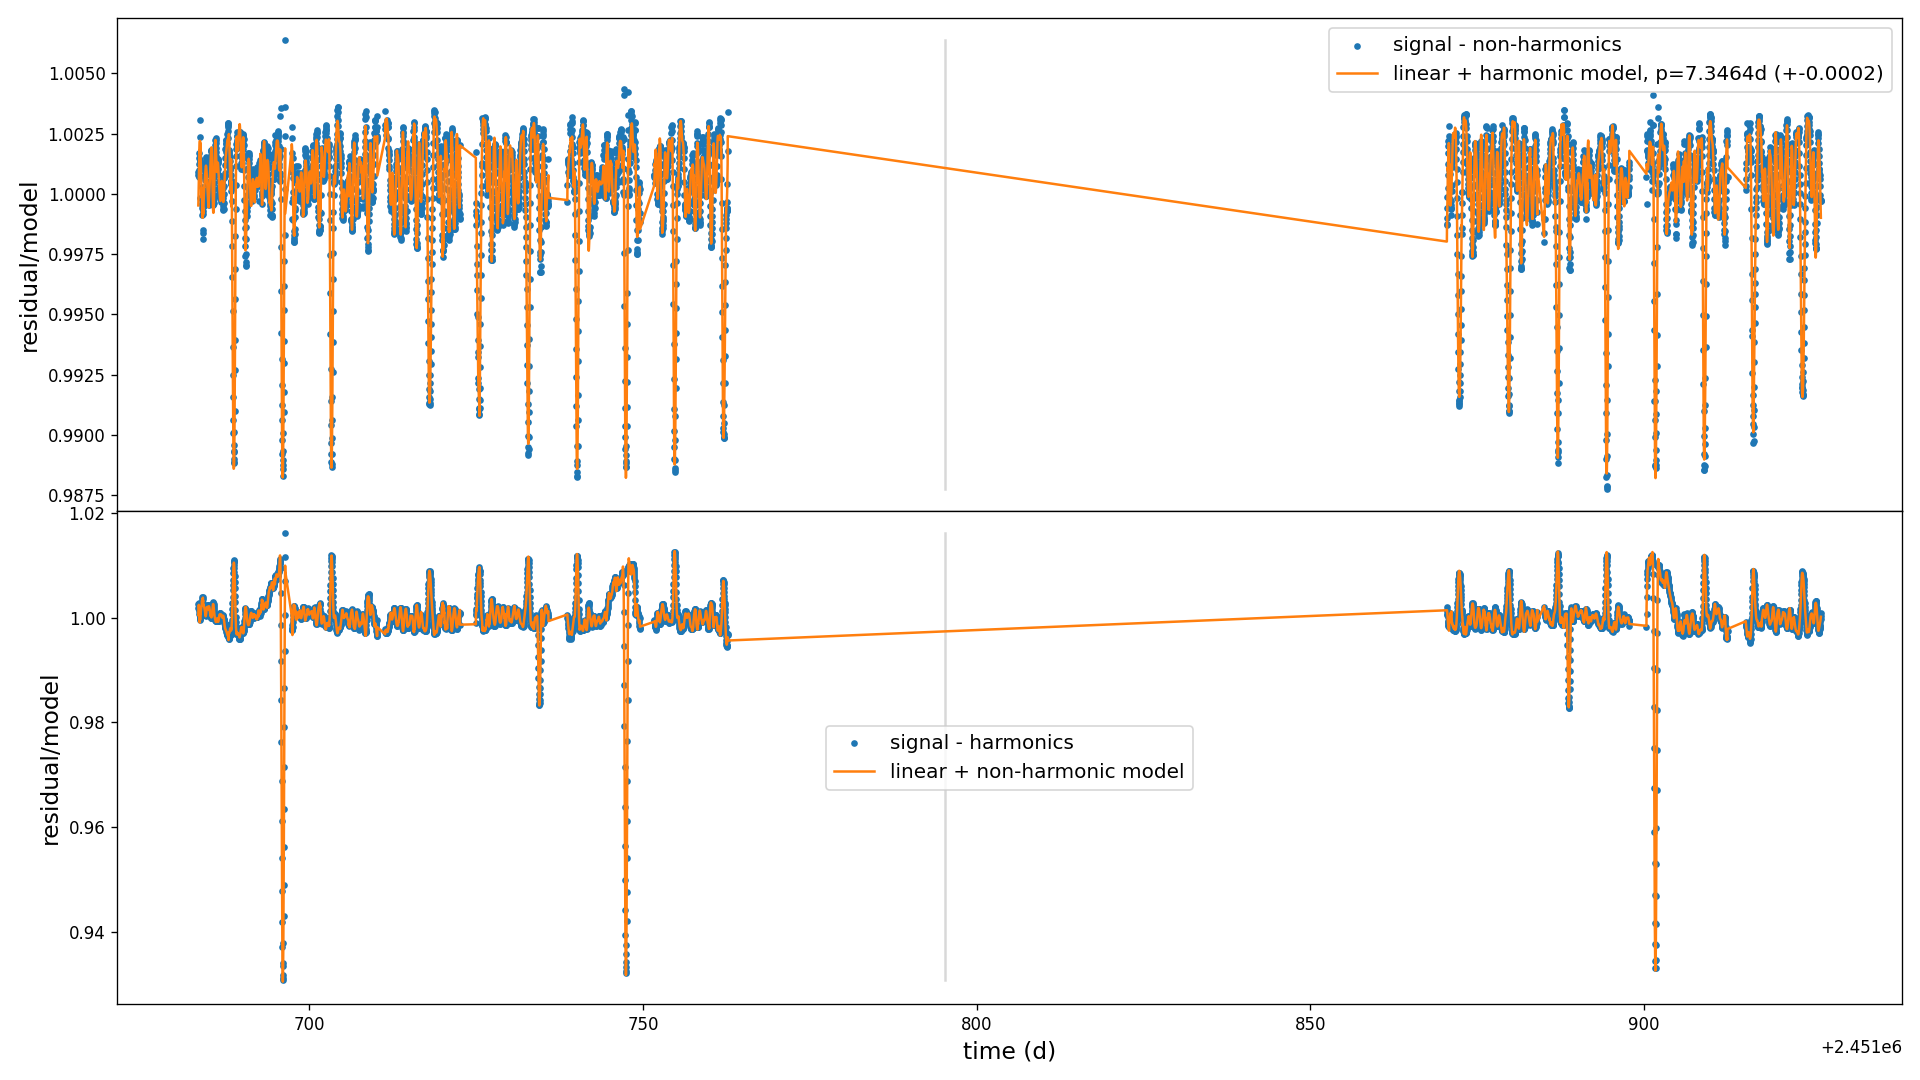 signal - non-harmonics
linear + harmonic model, p=7.3464d (+-0.0002)
1.0050
1.0025
1.0000
0.9975
0.9950
0.9925
0.9900
0.9875
residual/model
1.02
1.00
0.98
0.96
0.94
residual/model
signal - harmonics
linear + non-harmonic model
700
750
800
850
900
time (d)
+2.451e6